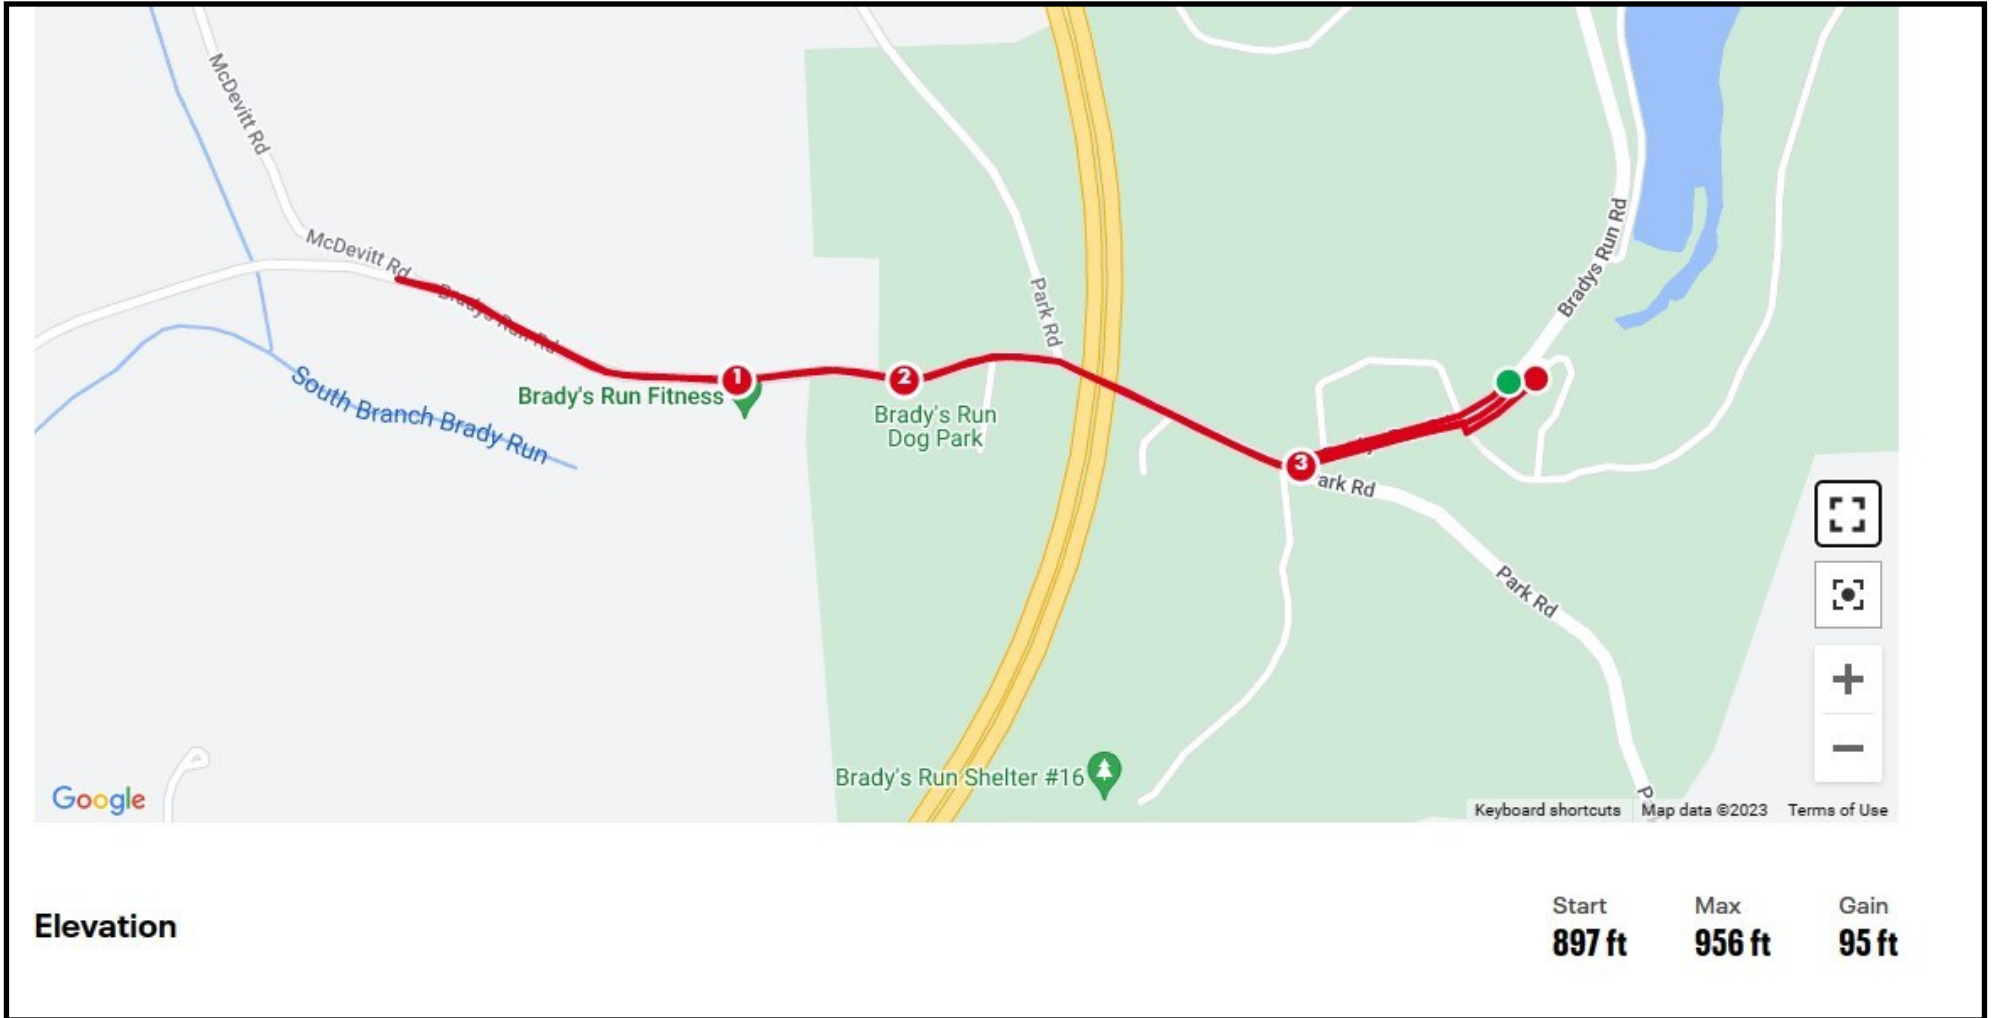 McDevitt Rd
McDevitt Rd
Bradys Run Rd
South Branch Brady Run
Brady's Run Fitness
1
2
Brady's Run
Dog Park
Park Rd
3
ark Rd
Bradys Run Rd
Park Rd
P
Brady's Run Shelter #16
Google
Keyboard shortcuts
Map data ©2023
Terms of Use
Elevation
Start
897 ft
Max
956 ft
Gain
95 ft